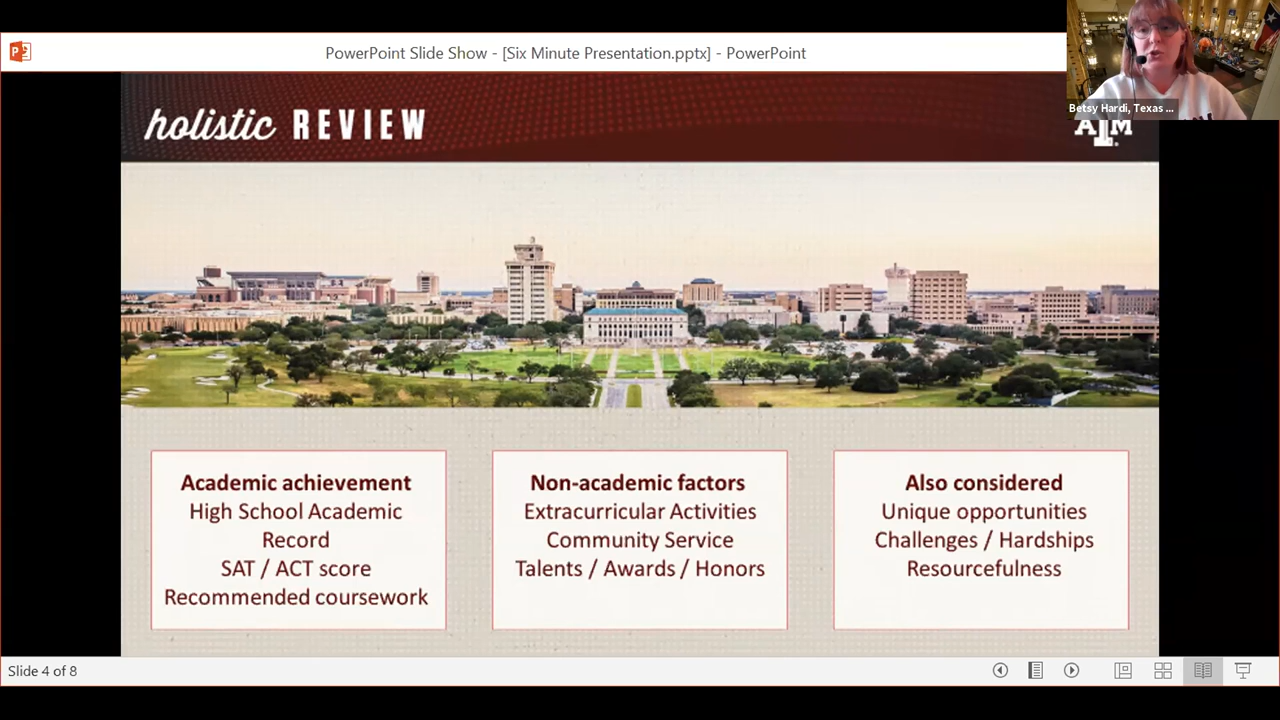 PowerPoint Slide Show - [Six Minute Presentation.pptx] - PowerPoint
Betsy Hardi, Texas ...
holistic REVIEW
A|M
Academic achievement
High School Academic
Record
SAT / ACT score
Recommended coursework
Non-academic factors
Extracurricular Activities
Community Service
Talents / Awards / Honors
Also considered
Unique opportunities
Challenges / Hardships
Resourcefulness
Slide 4 of 8